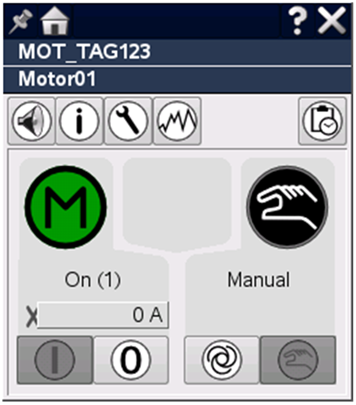 ?
MOT_TAG123
Motor01
i
M
On (1)
Manual
0 A
I
0